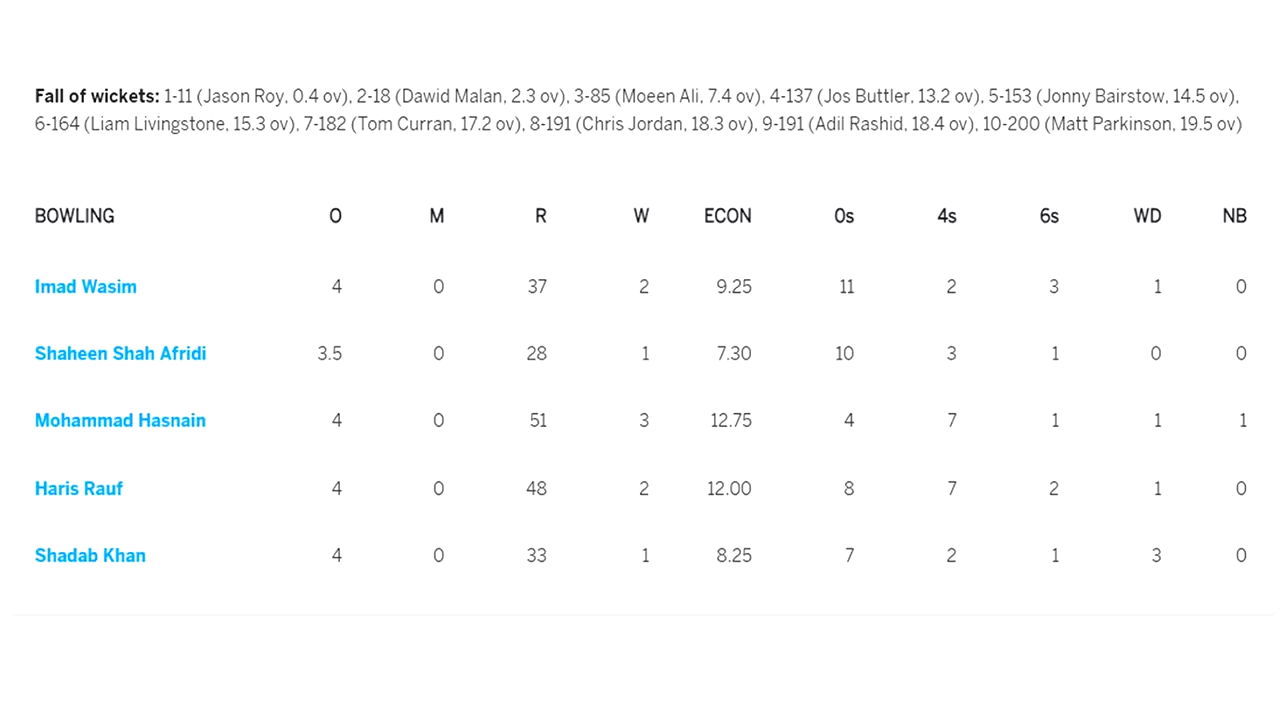 Fall of wickets: 1-11 (Jason Roy, 0.4 ov), 2-18 (Dawid Malan, 2.3 ov), 3-85 (Moeen Ali, 7.4 ov), 4-137 (Jos Buttler, 13.2 ov), 5-153 (Jonny Bairstow, 14.5 ov),
6-164 (Liam Livingstone, 15.3 ov), 7-182 (Tom Curran, 17.2 ov), 8-191 (Chris Jordan, 18.3 ov), 9-191 (Adil Rashid, 18.4 ov), 10-200 (Matt Parkinson, 19.5 ov)
BOWLING O M R W ECON 0s 4s 6s WD NB
Imad Wasim 4 0 37 2 9.25 11 2 3 1 0
Shaheen Shah Afridi 3.5 0 28 1 7.30 10 3 1 0 0
Mohammad Hasnain 4 0 51 3 12.75 4 7 1 1 1
Haris Rauf 4 0 48 2 12.00 8 7 2 1 0
Shadab Khan 4 0 33 1 8.25 7 2 1 3 0